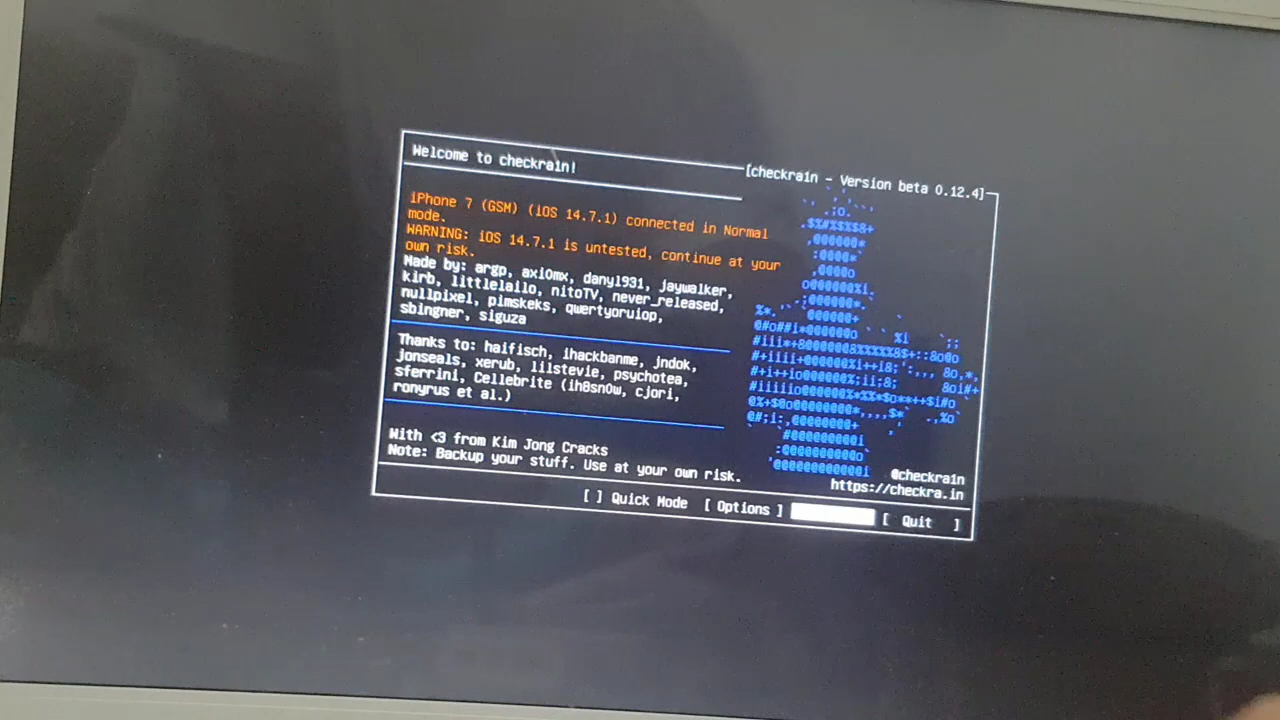 Welcome to checkra1n!
[checkra1n - Version beta 0.12.4]
iPhone 7 (GSM) (iOS 14.7.1) connected in Normal
mode.
WARNING: iOS 14.7.1 is untested, continue at your
own risk.
Made by: argp, axi0mx, danyl931, jaywalker,
kirb, littlelailo, nitoTV, never_released,
nullpixel, pimskeks, qwertyoruiop,
sbingner, siguza
Thanks to: haifisch, ihackbanme, jndok,
jonseals, xerub, lilstevie, psychotea,
sferrini, Cellebrite (ih8sn0w, cjori,
ronyrus et al.)
With <3 from Kim Jong Cracks
Note: Backup your stuff. Use at your own risk.
@checkra1n
https://checkra.in
[ ] Quick Mode [ Options ] [ Quit ]